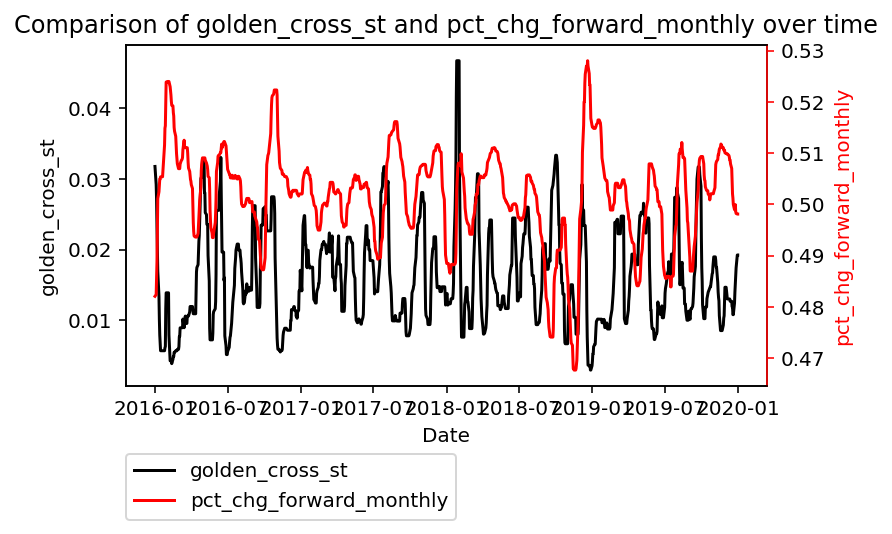 Comparison of golden_cross_st and pct_chg_forward_monthly over time
golden_cross_st
0.04
0.03
0.02
0.01
0.53
0.52
0.51
0.50
0.49
0.48
0.47
pct_chg_forward_monthly
2016-01 2016-07 2017-01 2017-07 2018-01 2018-07 2019-01 2019-07 2020-01
Date
golden_cross_st
pct_chg_forward_monthly